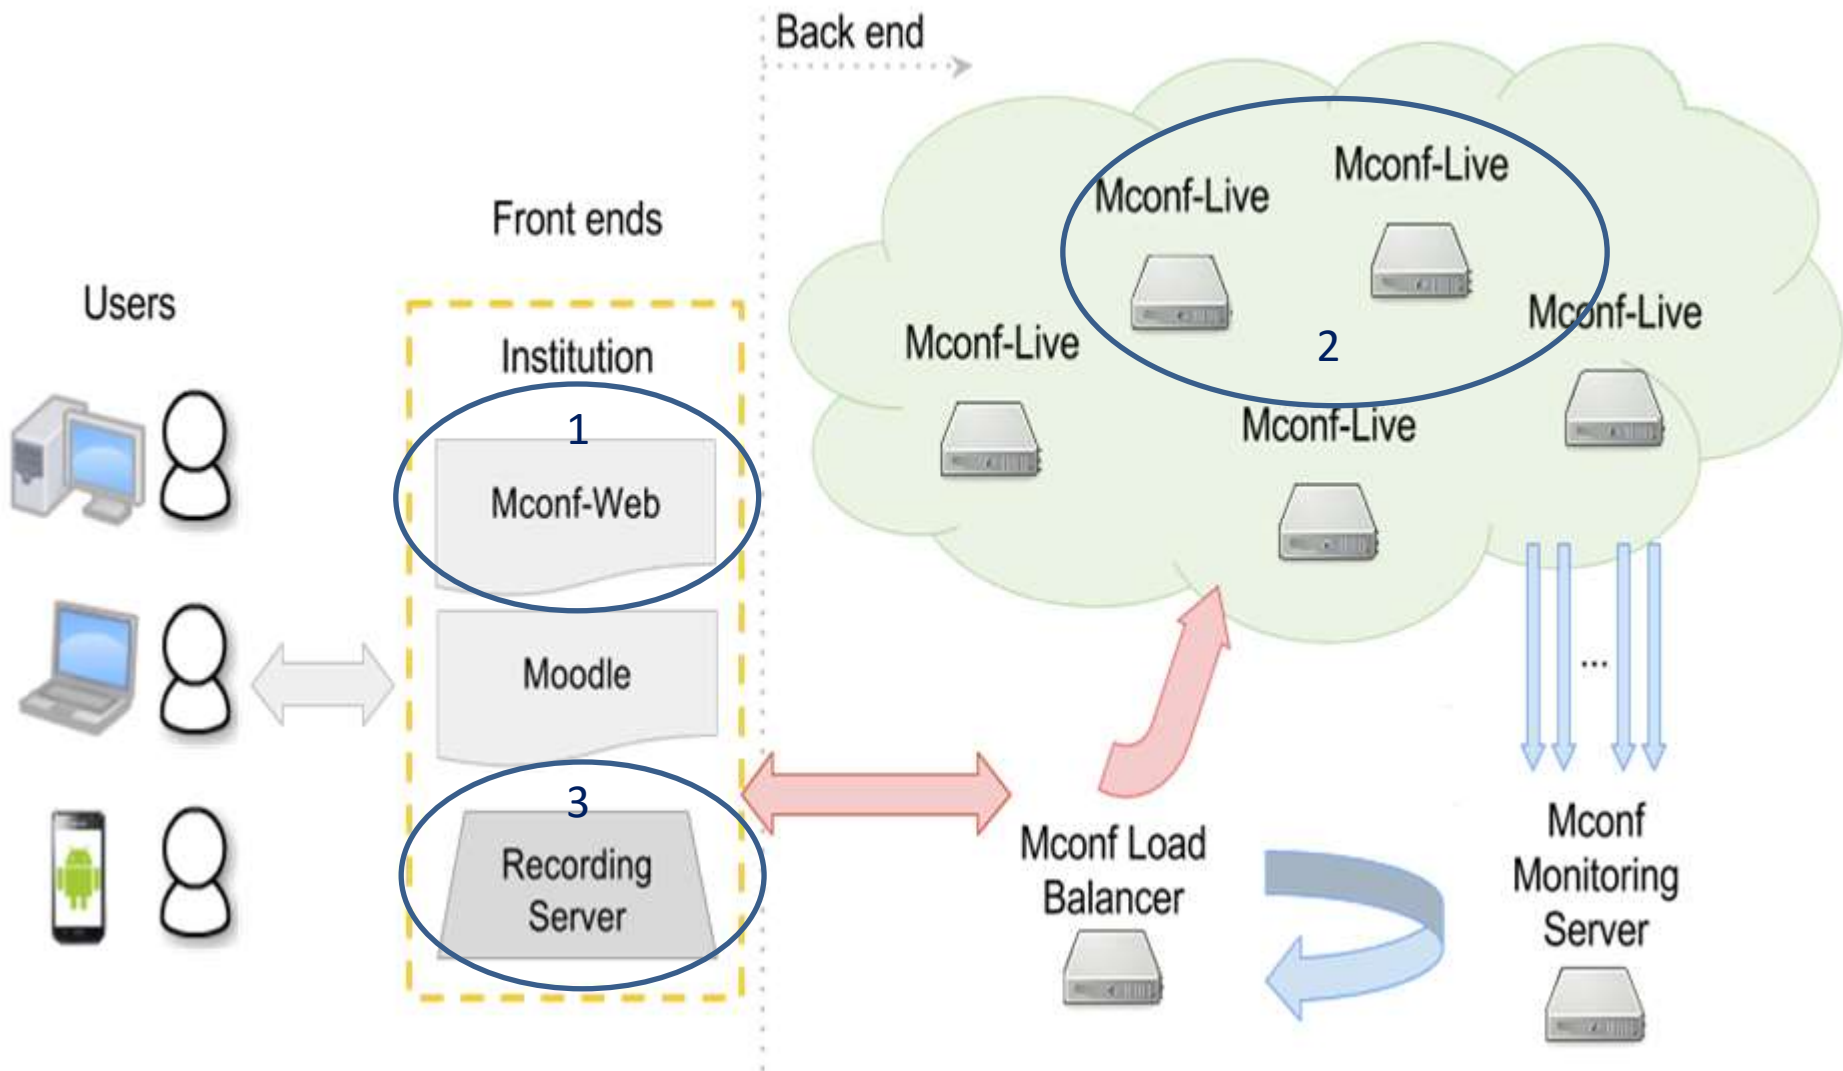 Back end
Front ends
Users
Institution
1
Mconf-Web
Moodle
3
Recording
Server
Mconf-Live
Mconf-Live
Mconf-Live
Mconf-Live
2
Mconf-Live
...
Mconf Load
Balancer
Mconf
Monitoring
Server